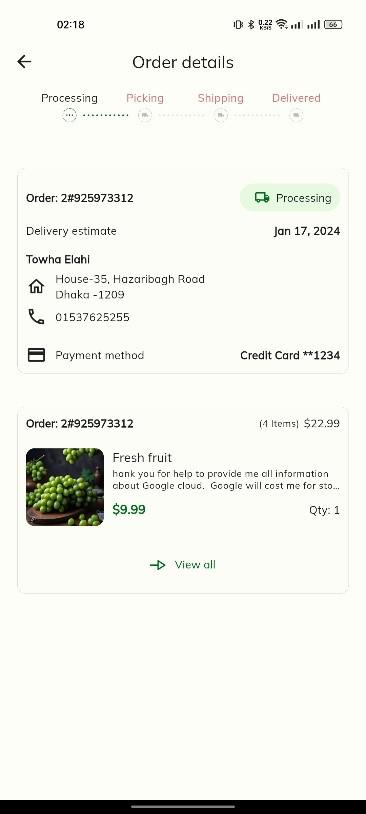 02:18
0.22
KB/S
66
Order details
Processing Picking Shipping Delivered
Order: 2#925973312
Processing
Delivery estimate
Jan 17, 2024
Towha Elahi
House-35, Hazaribagh Road
Dhaka -1209
01537625255
Payment method
Credit Card **1234
Order: 2#925973312
(4 Items) $22.99
Fresh fruit
hank you for help to provide me all information
about Google cloud. Google will cost me for sto...
$9.99
Qty: 1
View all